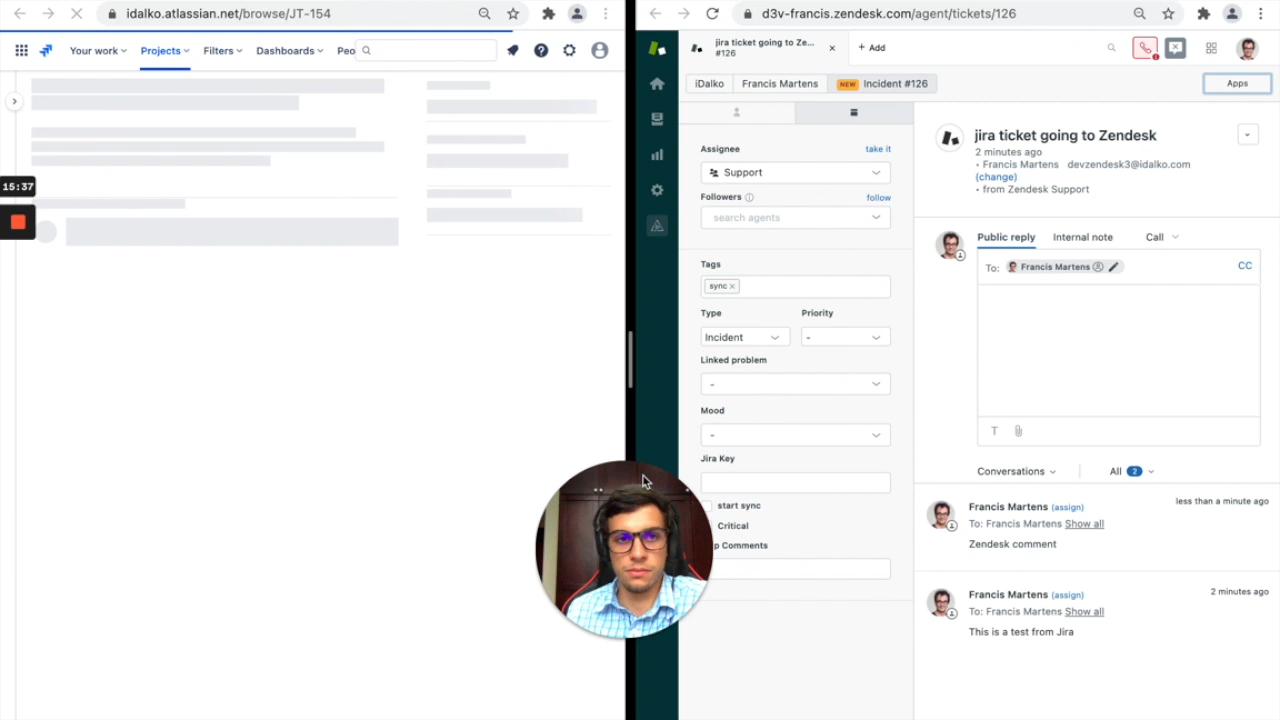 idalko.atlassian.net/browse/JT-154
Your work
Projects
Filters
Dashboards
Peo
15:37
d3v-francis.zendesk.com/agent/tickets/126
jira ticket going to Ze...
#126
+ Add
1
iDalko
Francis Martens
NEW
Incident #126
Apps
Assignee
take it
Support
Followers
follow
search agents
Tags
sync ×
Type
Priority
Incident
-
Linked problem
-
Mood
-
Jira Key
start sync
Critical
p Comments
jira ticket going to Zendesk
2 minutes ago
• Francis Martens devzendesk3@idalko.com
(change)
• from Zendesk Support
Public reply
Internal note
Call
To:
Francis Martens
CC
T
Conversations
All
2
Francis Martens (assign)
less than a minute ago
To: Francis Martens Show all
Zendesk comment
Francis Martens (assign)
2 minutes ago
To: Francis Martens Show all
This is a test from Jira